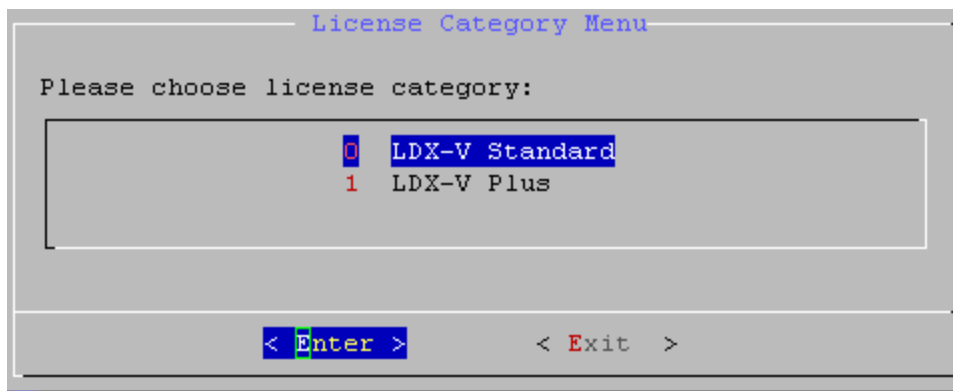 License Category Menu
Please choose license category:
0 LDX-V Standard
1 LDX-V Plus
< Enter > < Exit >